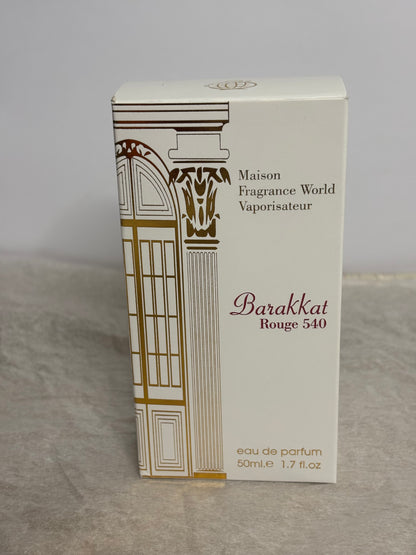 Maison
Fragrance World
Vaporisateur
Barakkat
Rouge 540
eau de parfum
50ml.e 1.7 fl.oz